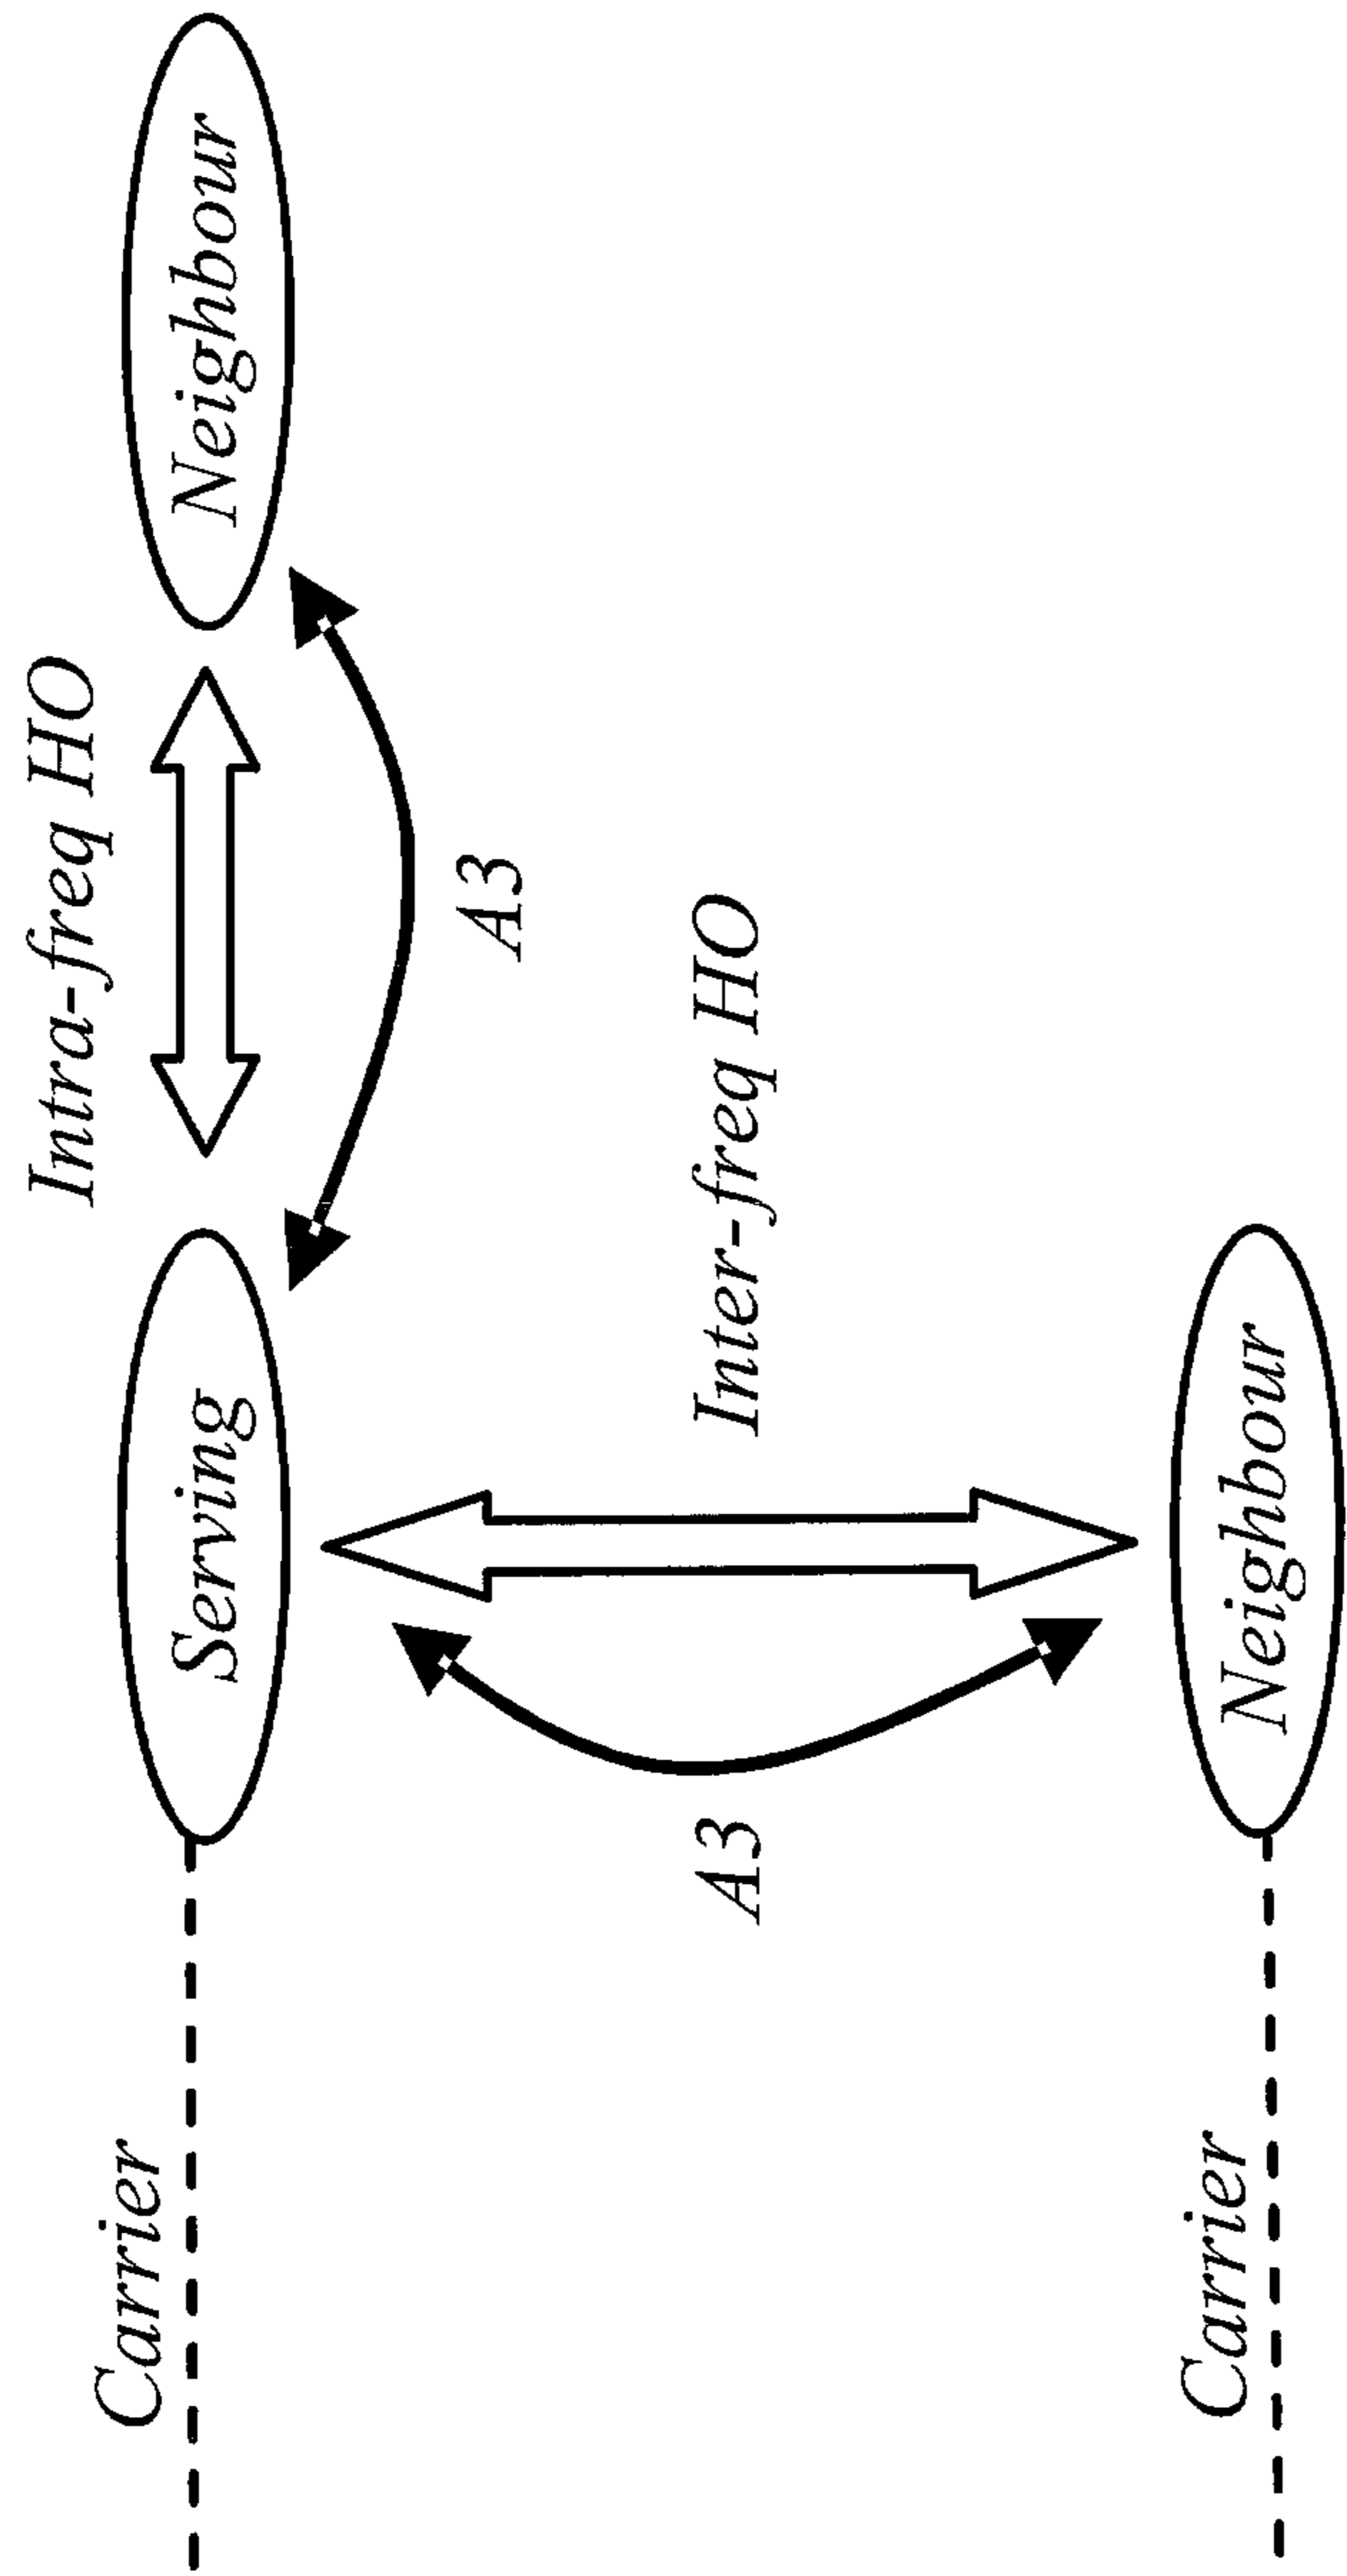 Intra-freq HO
Carrier
Serving
Neighbour
A3
A3
Inter-freq HO
Carrier
Neighbour